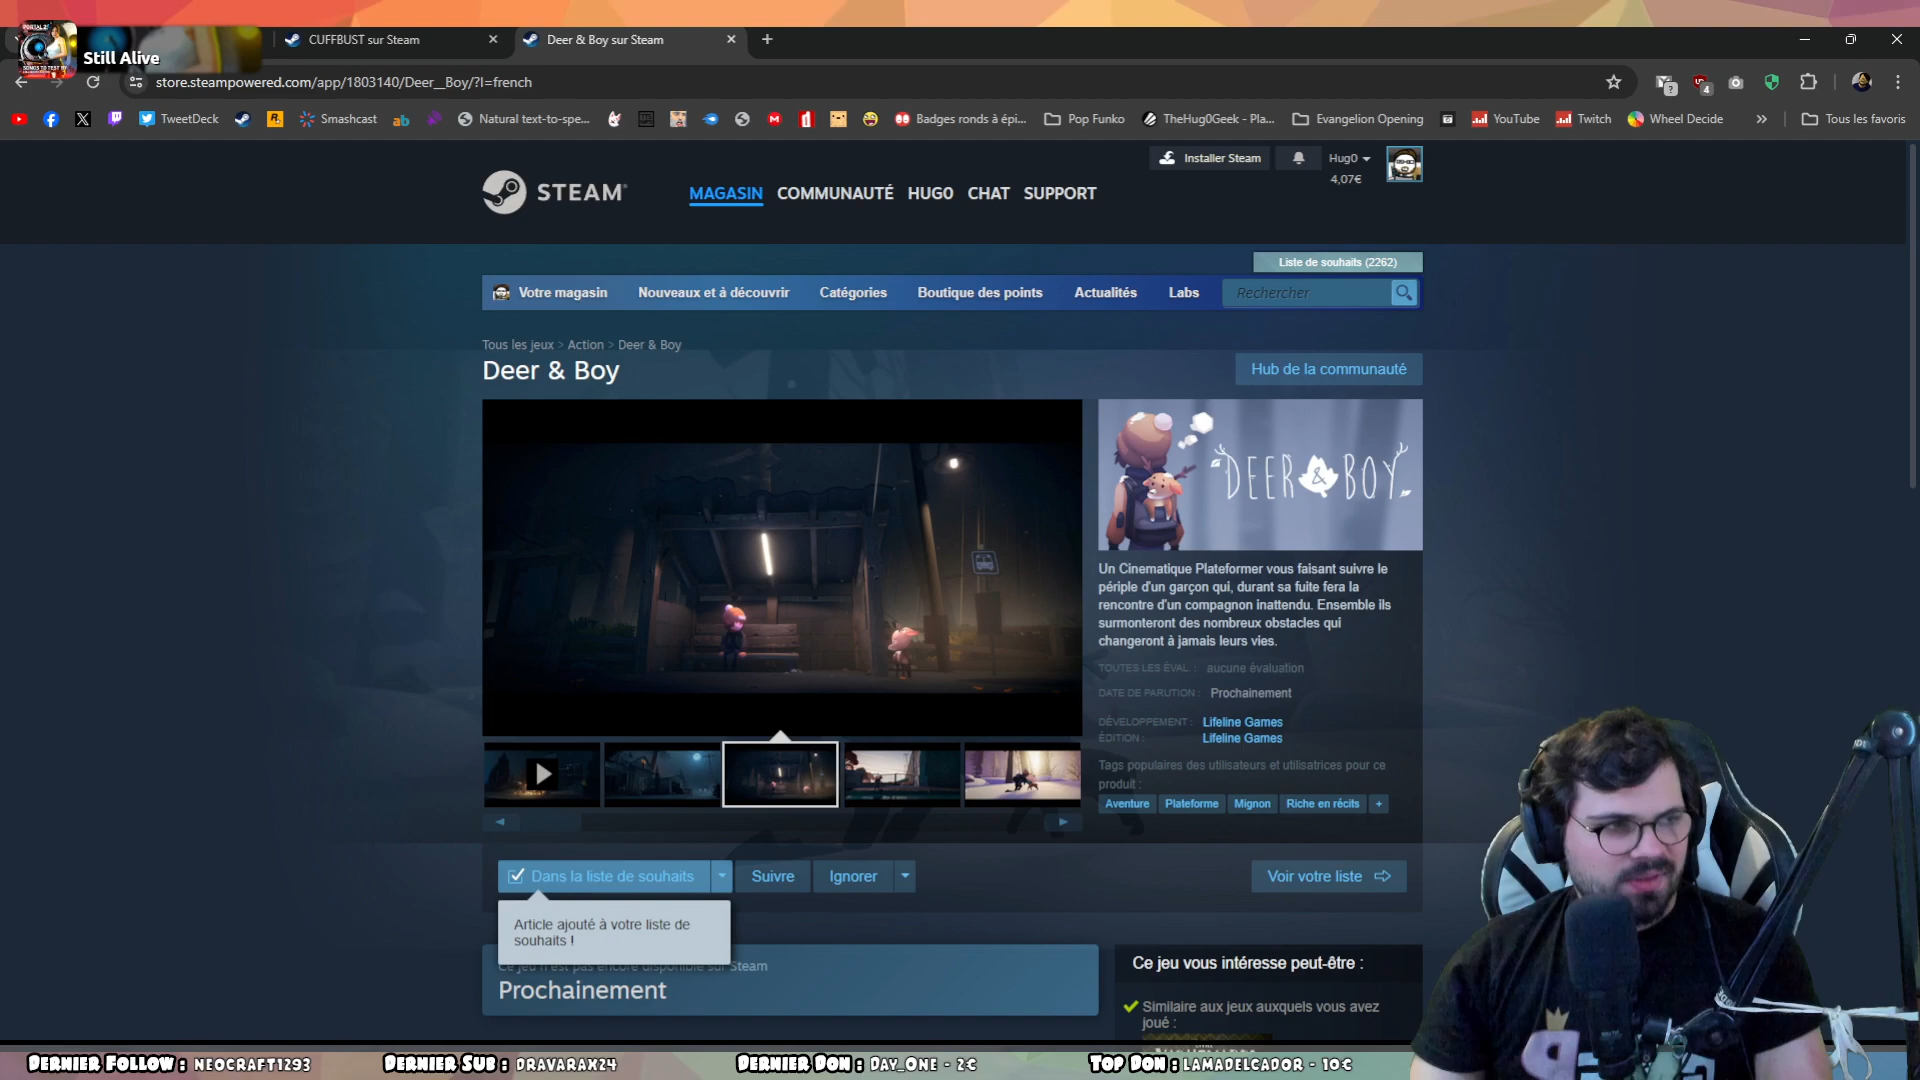 Still Alive
CUFFBUST sur Steam
Deer & Boy sur Steam
store.steampowered.com/app/1803140/Deer__Boy/?l=french
TweetDeck
Smashcast
Natural text-to-spe...
Badges ronds à épi...
Pop Funko
TheHug0Geek - Pla...
Evangelion Opening
YouTube
Twitch
Wheel Decide
Tous les favoris
Installer Steam
Hug0
4,07€
STEAM
MAGASIN COMMUNAUTÉ HUG0 CHAT SUPPORT
Liste de souhaits (2262)
Votre magasin
Nouveaux et à découvrir
Catégories
Boutique des points
Actualités
Labs
Rechercher
Tous les jeux > Action > Deer & Boy
Deer & Boy
Hub de la communauté
DEER & BOY
Un Cinematique Plateformer vous faisant suivre le
périple d'un garçon qui, durant sa fuite fera la
rencontre d'un compagnon inattendu. Ensemble ils
surmonteront des nombreux obstacles qui
changeront à jamais leurs vies.
TOUTES LES ÉVAL. : aucune évaluation
DATE DE PARUTION : Prochainement
DÉVELOPPEMENT : Lifeline Games
ÉDITION : Lifeline Games
Tags populaires des utilisateurs et utilisatrices pour ce
produit :
Aventure
Plateforme
Mignon
Riche en récits
+
Dans la liste de souhaits
Suivre
Ignorer
Voir votre liste
Article ajouté à votre liste de
souhaits !
Ce jeu n'est pas encore disponible sur Steam
Prochainement
Ce jeu vous intéresse peut-être :
Similaire aux jeux auxquels vous avez
joué :
Dernier Follow : neocraft1293
Dernier Sub : dravarax24
Dernier Don : Day_One - 2€
Top Don : lamadelcador - 10€